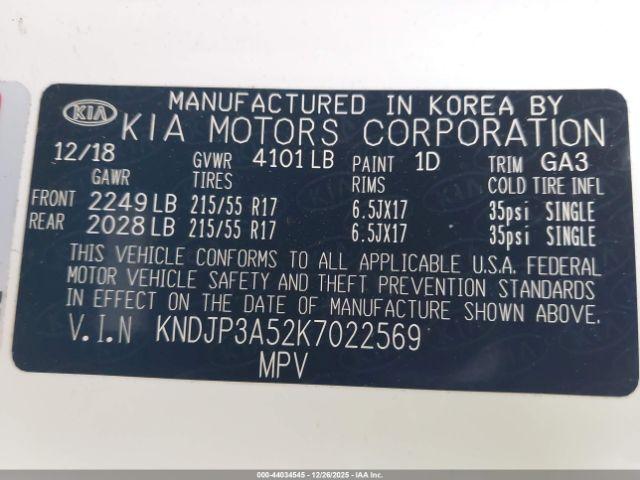 KIA
MANUFACTURED IN KOREA BY
KIA MOTORS CORPORATION
12/18 GVWR 4101 LB PAINT 1D TRIM GA3
GAWR TIRES RIMS COLD TIRE INFL
FRONT 2249 LB 215/55 R17 6.5JX17 35psi SINGLE
REAR 2028 LB 215/55 R17 6.5JX17 35psi SINGLE
THIS VEHICLE CONFORMS TO ALL APPLICABLE U.S.A. FEDERAL
MOTOR VEHICLE SAFETY AND THEFT PREVENTION STANDARDS
IN EFFECT ON THE DATE OF MANUFACTURE SHOWN ABOVE.
V.I.N KNDJP3A52K7022569
MPV
000-44034545 - 12/26/2025 - IAA Inc.